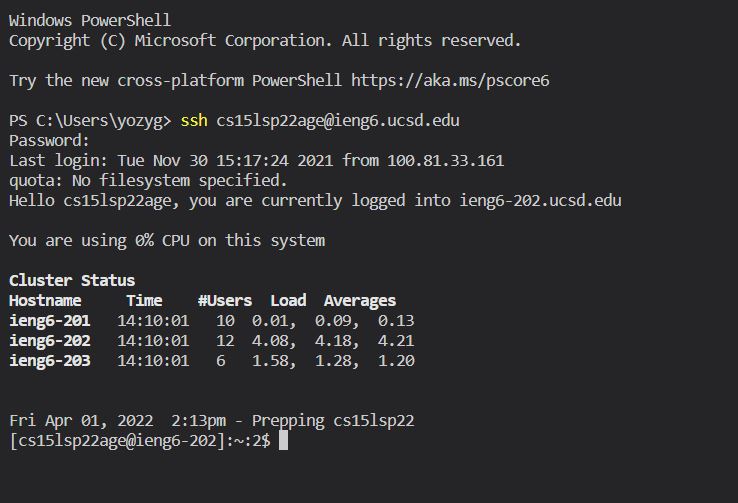 Windows PowerShell
Copyright (C) Microsoft Corporation. All rights reserved.
Try the new cross-platform PowerShell https://aka.ms/pscore6
PS C:\Users\yozyg> ssh cs15lsp22age@ieng6.ucsd.edu
Password:
Last login: Tue Nov 30 15:17:24 2021 from 100.81.33.161
quota: No filesystem specified.
Hello cs15lsp22age, you are currently logged into ieng6-202.ucsd.edu
You are using 0% CPU on this system
Cluster Status
Hostname     Time    #Users  Load  Averages
ieng6-201   14:10:01   10  0.01,  0.09,  0.13
ieng6-202   14:10:01   12  4.08,  4.18,  4.21
ieng6-203   14:10:01   6   1.58,  1.28,  1.20
Fri Apr 01, 2022  2:13pm - Prepping cs15lsp22
[cs15lsp22age@ieng6-202]:~:2$